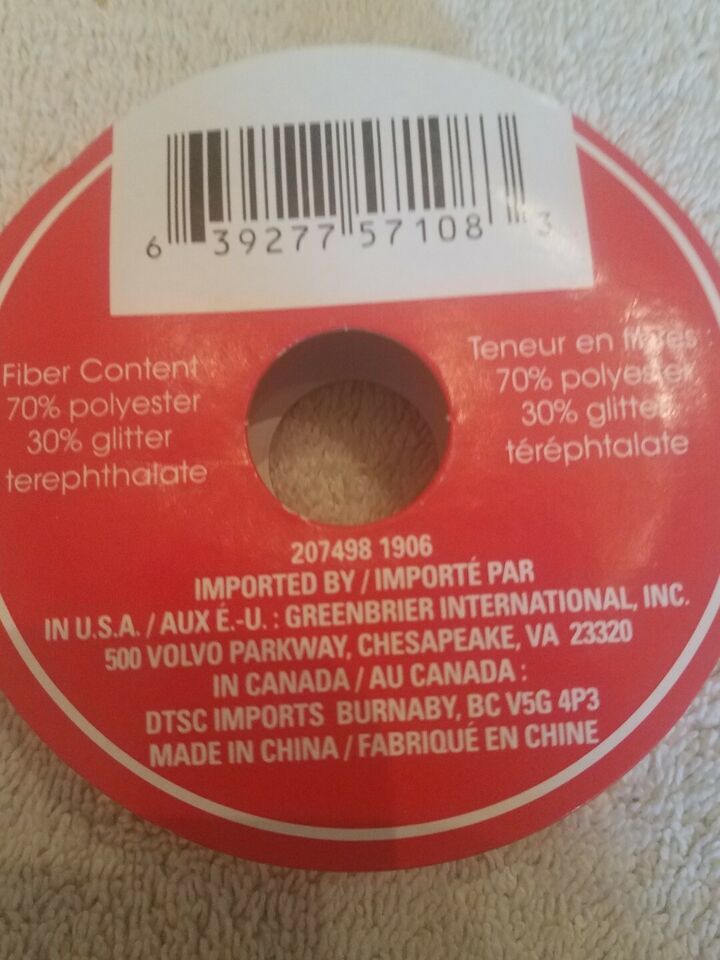 6 39277 57108 3
Fiber Content :
70% polyester
30% glitter
terephthalate
Teneur en fibres
70% polyester
30% glitter
téréphtalate
207498 1906
IMPORTED BY / IMPORTÉ PAR
IN U.S.A. / AUX É.-U. : GREENBRIER INTERNATIONAL, INC.
500 VOLVO PARKWAY, CHESAPEAKE, VA 23320
IN CANADA / AU CANADA :
DTSC IMPORTS BURNABY, BC V5G 4P3
MADE IN CHINA / FABRIQUÉ EN CHINE